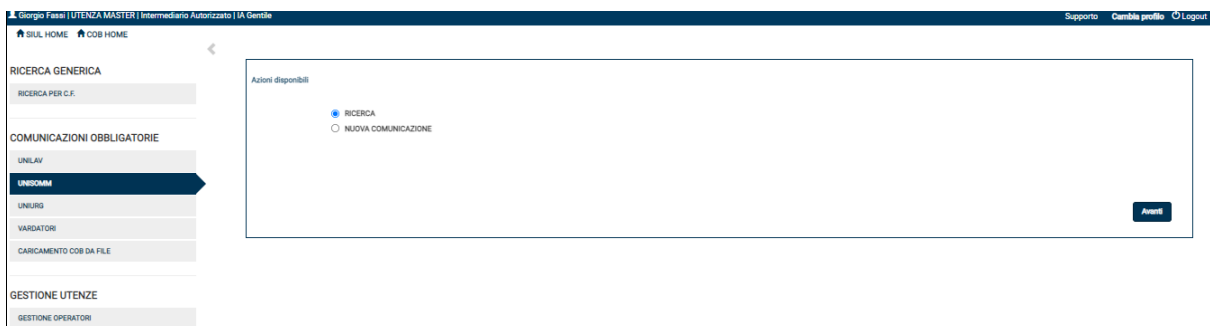 Giorgio Fassi | UTENZA MASTER | Intermediario Autorizzato | IA Gentile
Supporto Cambia profilo Logout
SIUL HOME COB HOME
RICERCA GENERICA
RICERCA PER C.F.
COMUNICAZIONI OBBLIGATORIE
UNILAV
UNISOMM
UNIURG
VARDATORI
CARICAMENTO COB DA FILE
GESTIONE UTENZE
GESTIONE OPERATORI
Azioni disponibili
RICERCA
NUOVA COMUNICAZIONE
Avanti